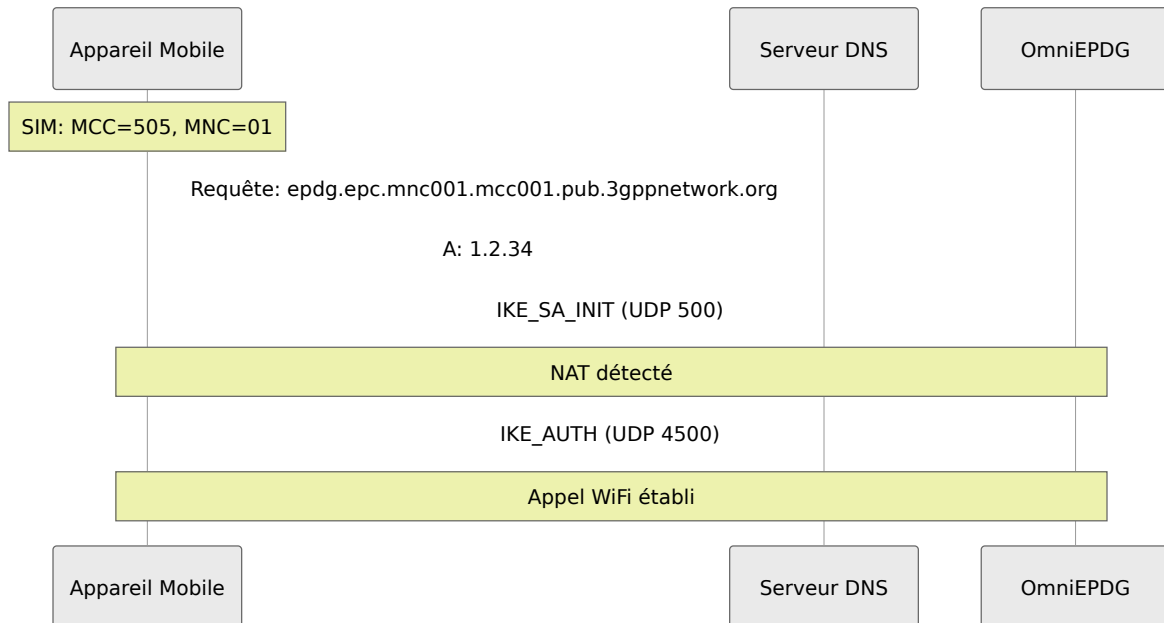 Appareil Mobile
Serveur DNS
OmniEPDG
SIM: MCC=505, MNC=01
Requête: epdg.epc.mnc001.mcc001.pub.3gppnetwork.org
A: 1.2.34
IKE_SA_INIT (UDP 500)
NAT détecté
IKE_AUTH (UDP 4500)
Appel WiFi établi
Appareil Mobile
Serveur DNS
OmniEPDG